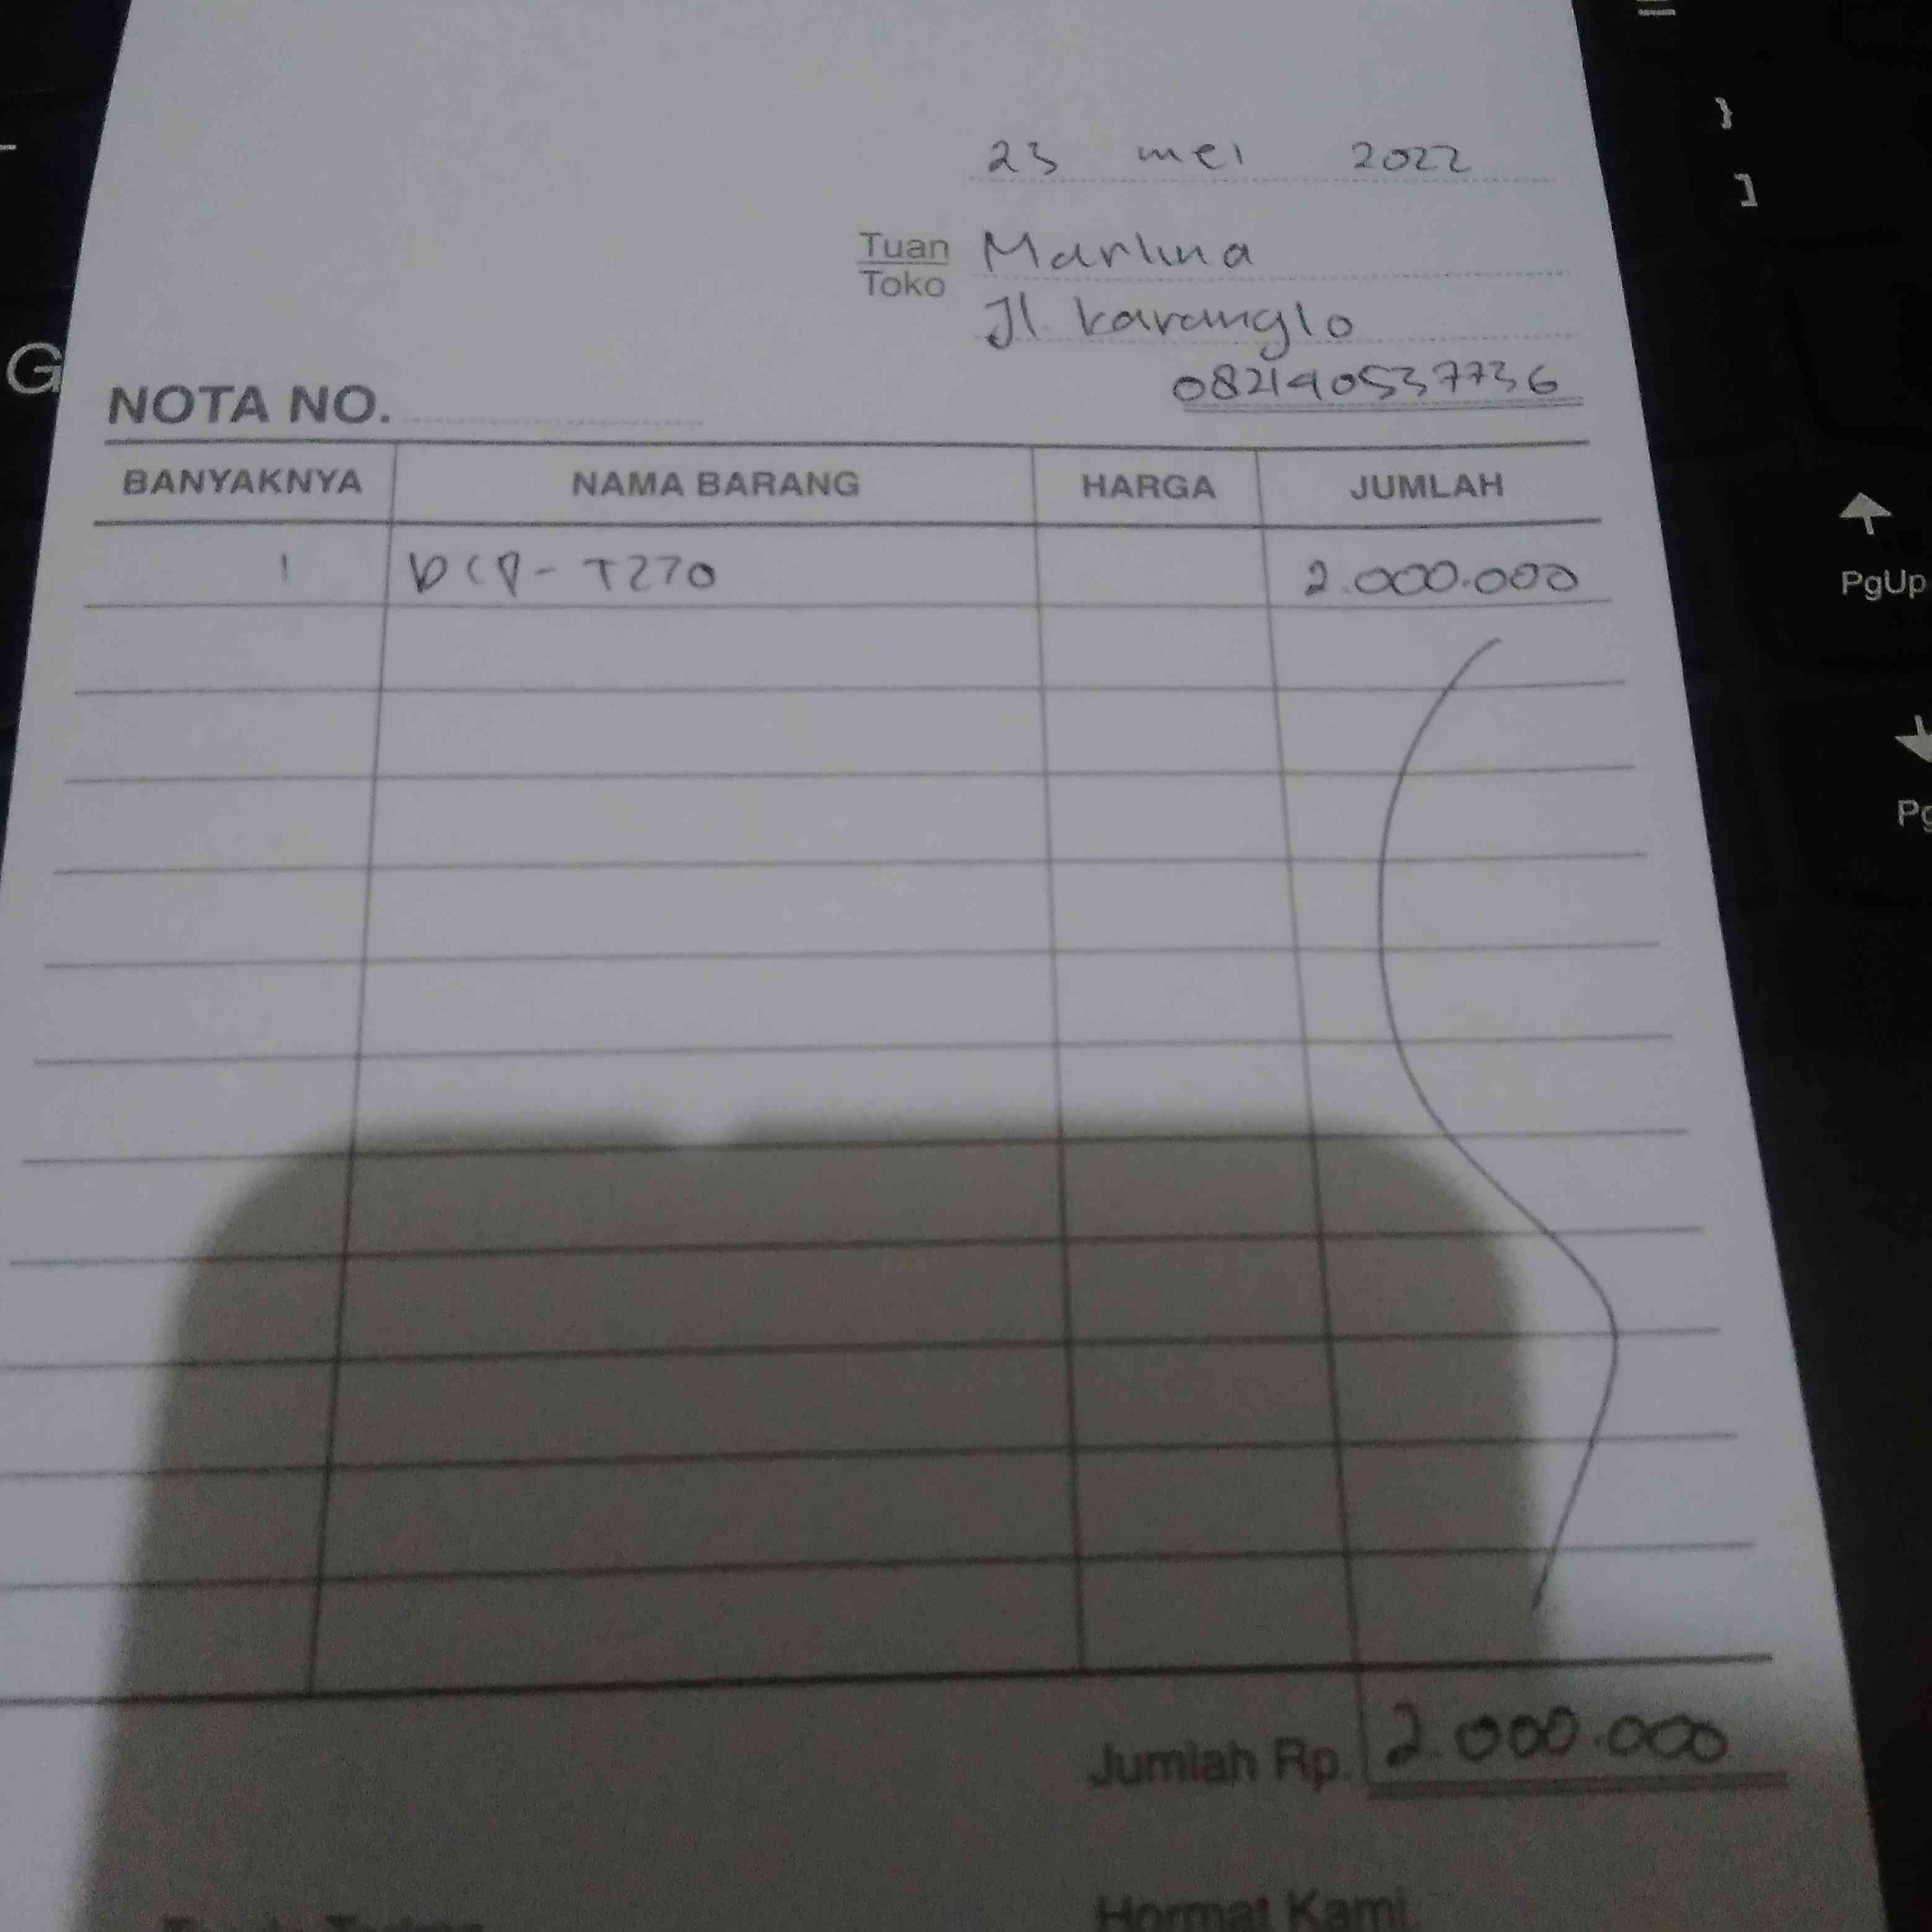 23 mei 2022
Tuan Marlina
Toko Jl. karanglo
082140537736
NOTA NO.
BANYAKNYA NAMA BARANG HARGA JUMLAH
1 DCP-T270 2.000.000
Jumlah Rp. 2.000.000
Hormat Kami,
G
}
]
PgUp
Pg